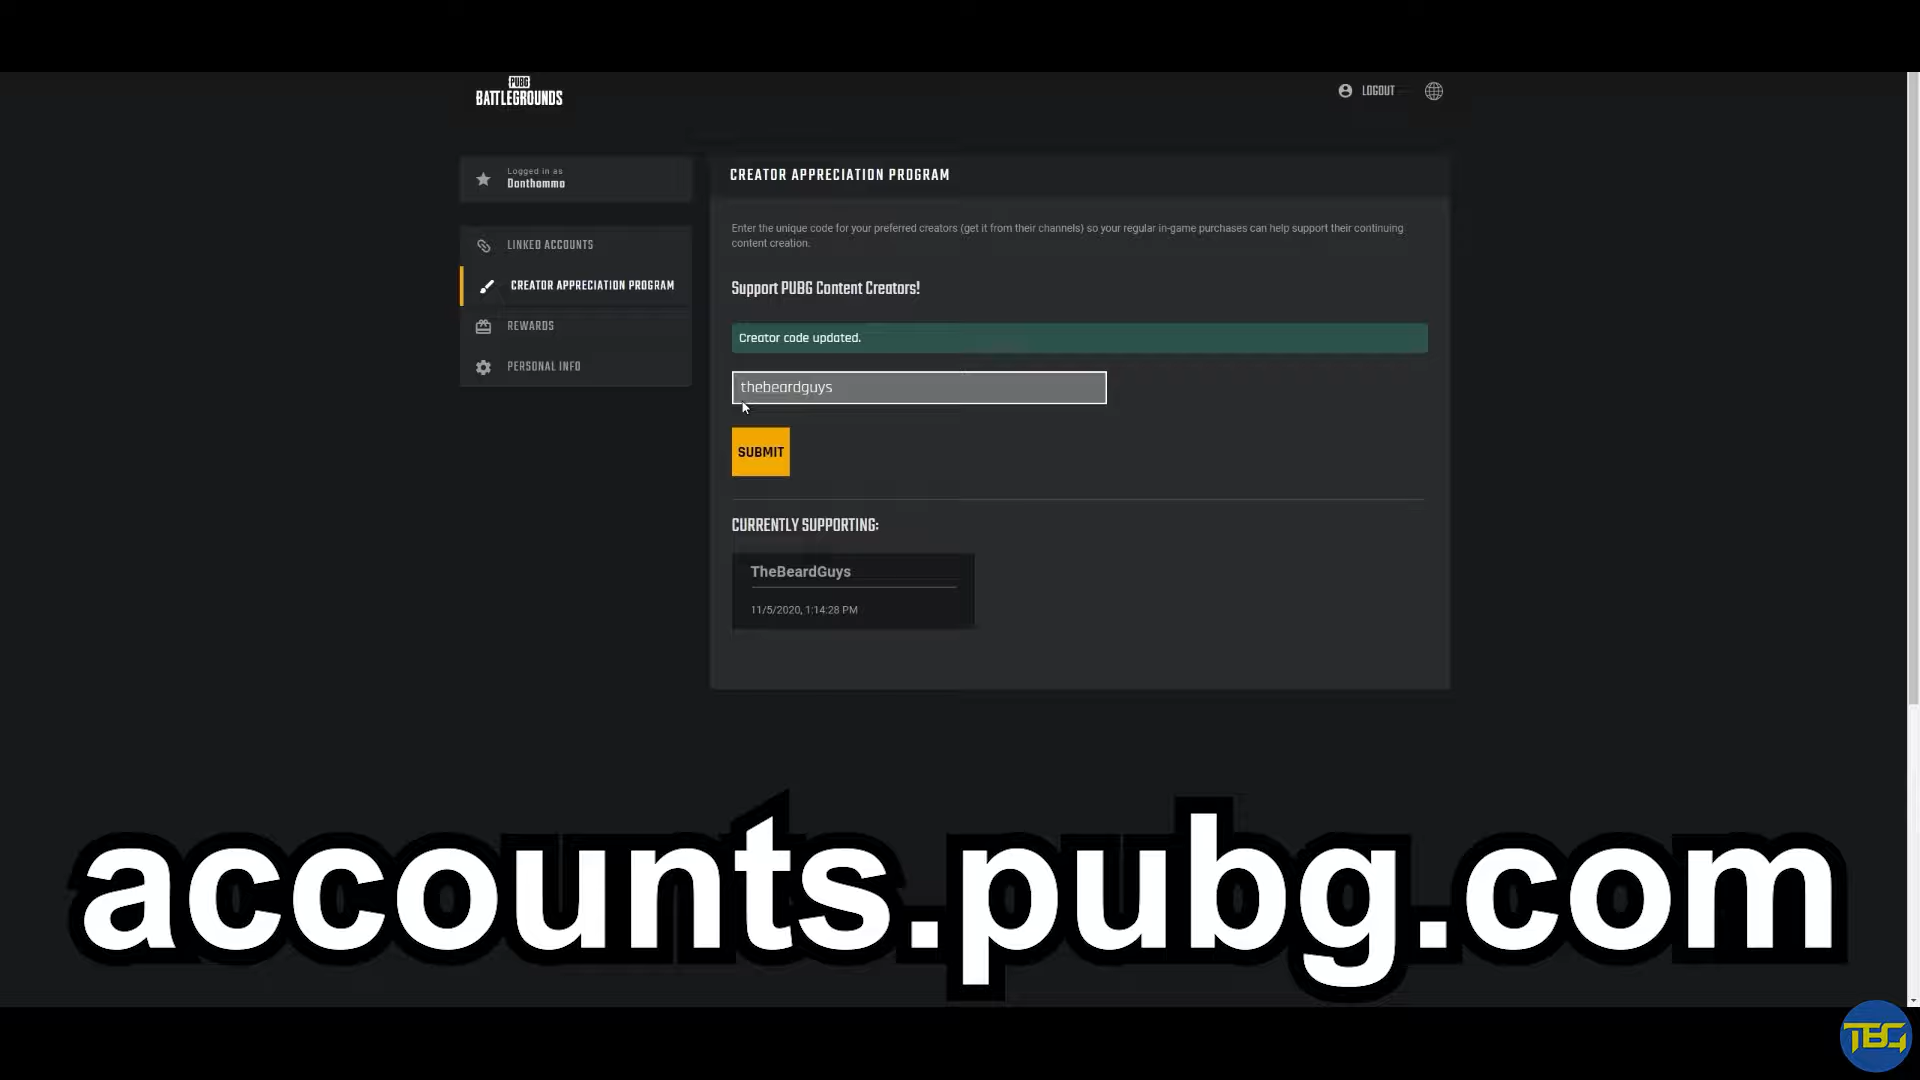 PUBG
BATTLEGROUNDS
LOGOUT
Logged in as
Danthammo
LINKED ACCOUNTS
CREATOR APPRECIATION PROGRAM
REWARDS
PERSONAL INFO
CREATOR APPRECIATION PROGRAM
Enter the unique code for your preferred creators (get it from their channels) so your regular in-game purchases can help support their continuing
content creation.
Support PUBG Content Creators!
Creator code updated.
thebeardguys
SUBMIT
CURRENTLY SUPPORTING:
TheBeardGuys
11/5/2020, 1:14:28 PM
accounts.pubg.com
TBG